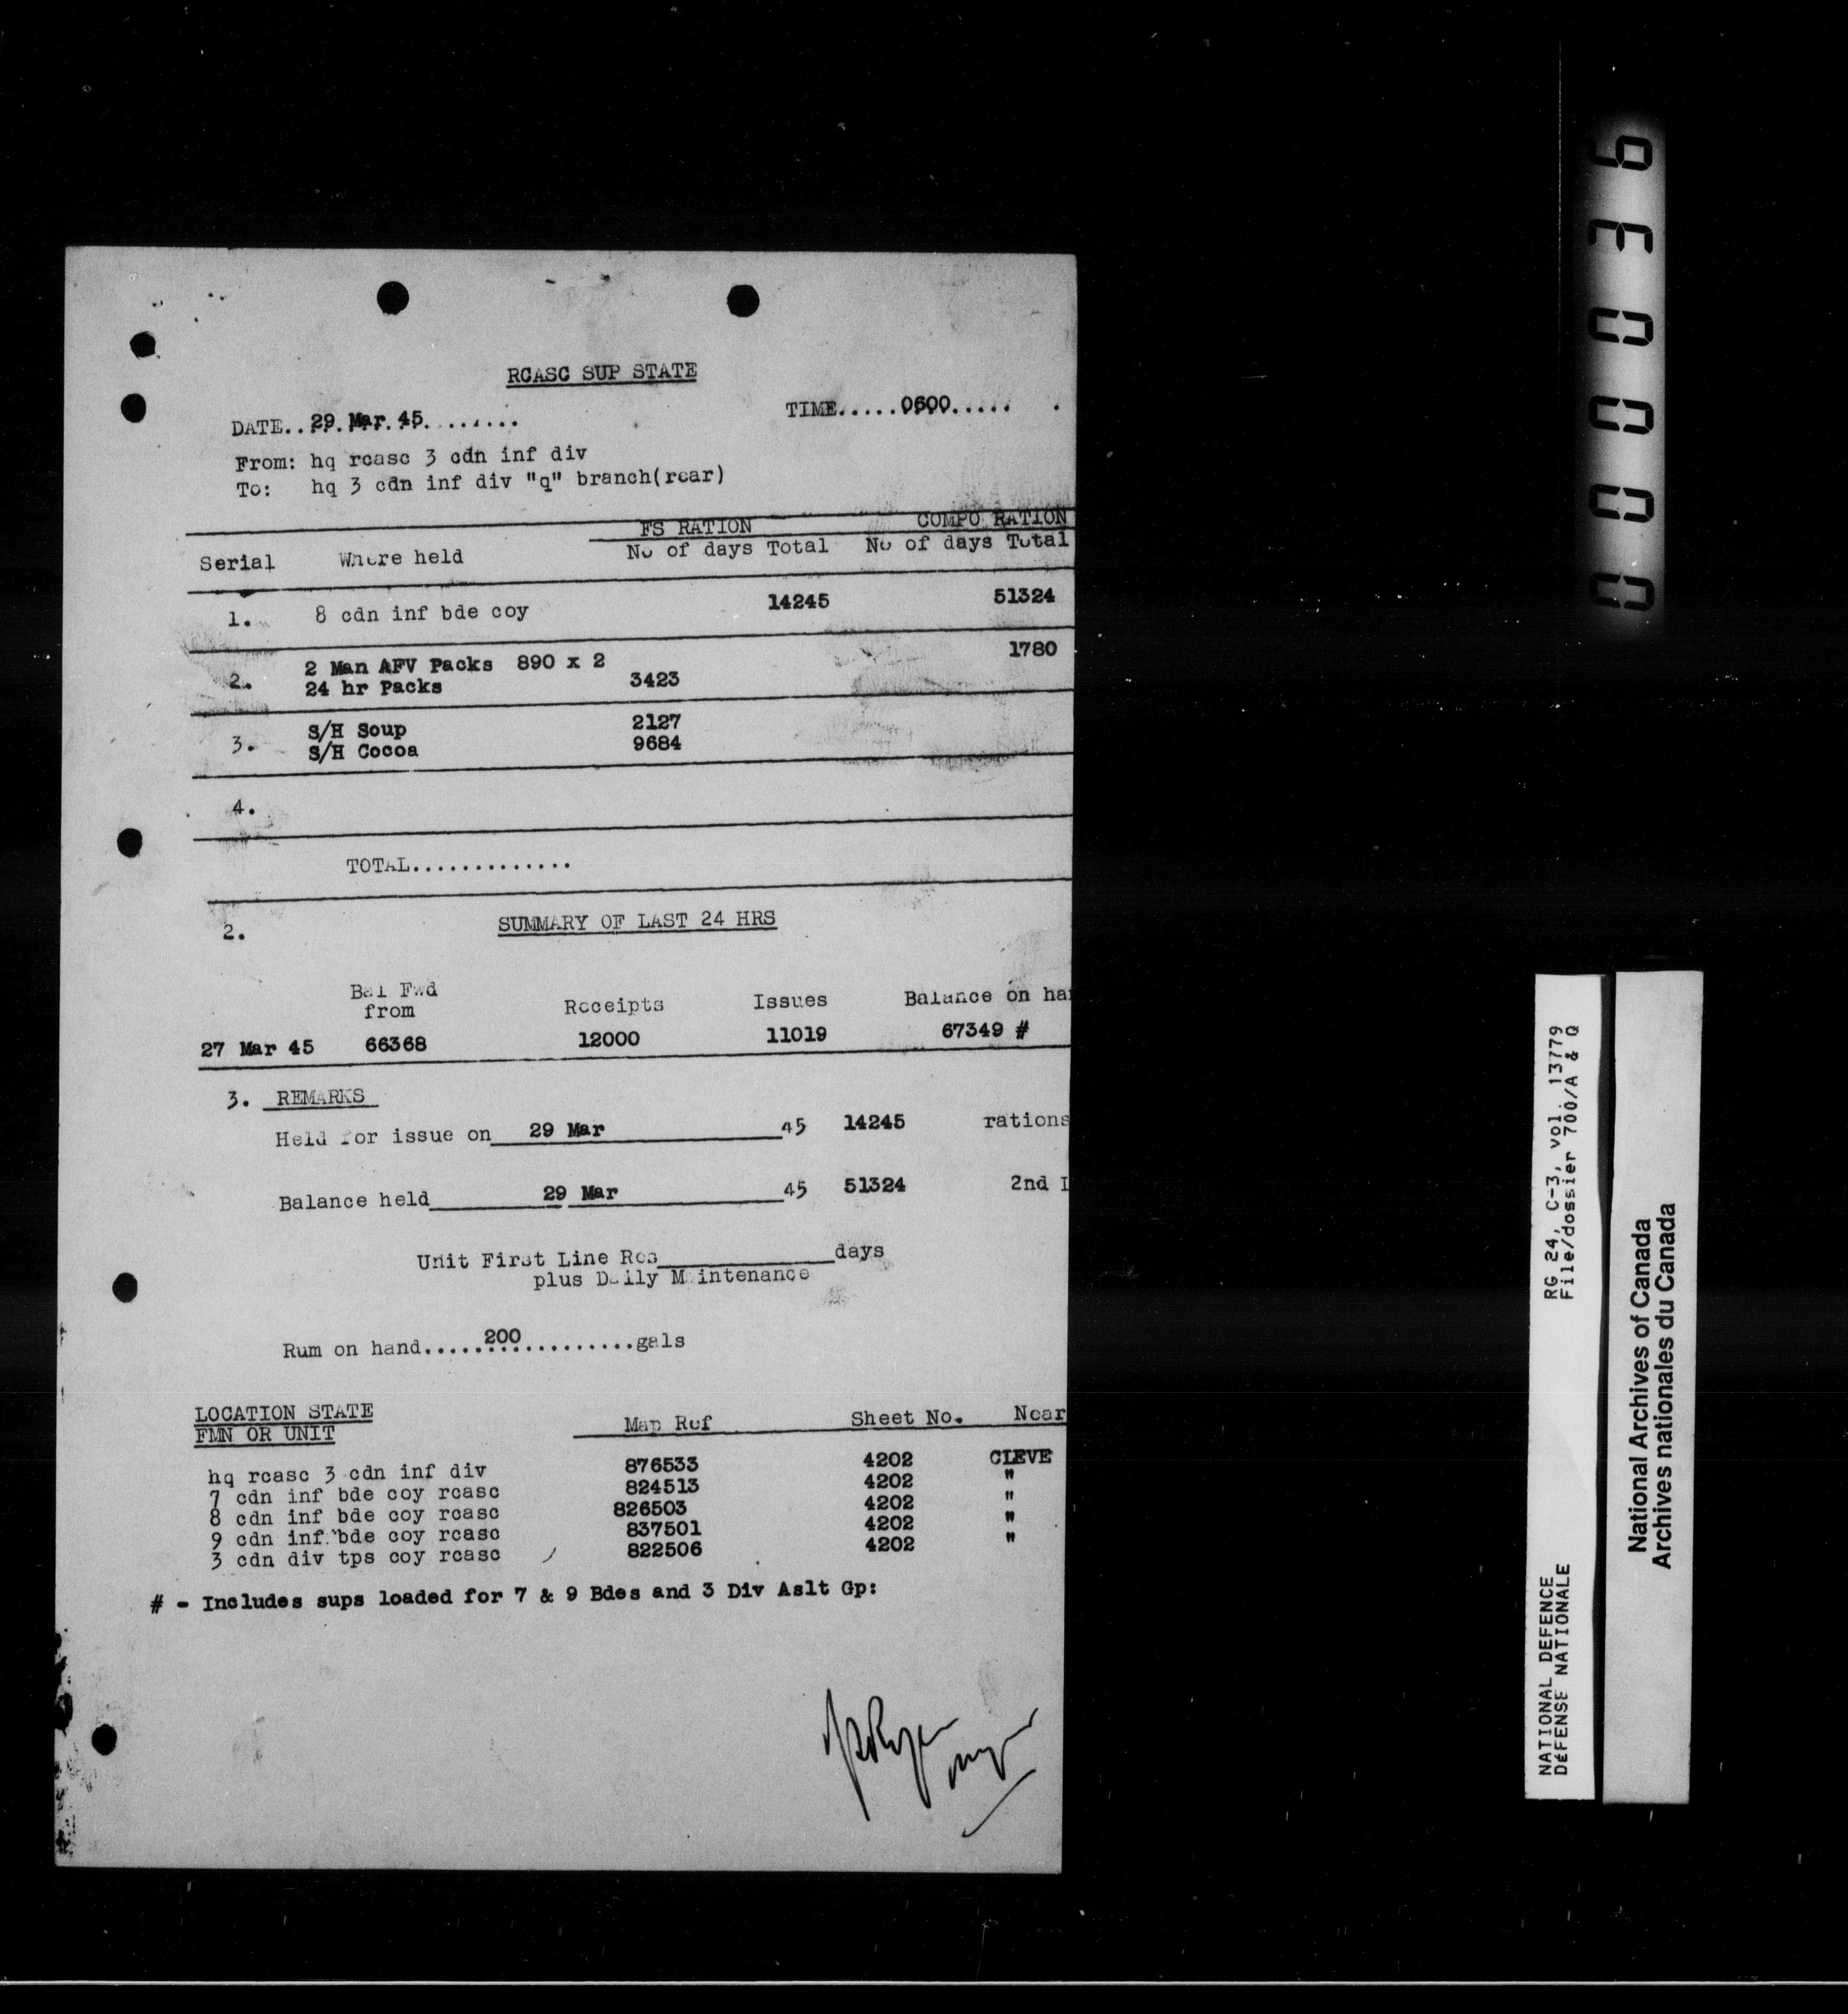 RCASC SUP STATE
DATE..29 Mar 45........ TIME.....0600.....
From: hq rcasc 3 cdn inf div
To: hq 3 cdn inf div "q" branch(rear)
FS RATION COMPO RATION
Serial Where held No of days Total No of days Total
1. 8 cdn inf bde coy 14245 51324
2. 2 Man AFV Packs 890 x 2 1780
24 hr Packs 3423
3. S/H Soup 2127
S/H Cocoa 9684
4.
TOTAL.............
2. SUMMARY OF LAST 24 HRS
Bal Fwd
from Receipts Issues Balance on ha
27 Mar 45 66368 12000 11019 67349 #
3. REMARKS
Held for issue on 29 Mar 45 14245 rations
Balance held 29 Mar 45 51324 2nd
Unit First Line Res days
plus Daily Maintenance
Rum on hand.....200..........gals
LOCATION STATE
FMN OR UNIT Map Ref Sheet No. Near
hq rcasc 3 cdn inf div 876533 4202 CLEVE
7 cdn inf bde coy rcasc 824513 4202 "
8 cdn inf bde coy rcasc 826503 4202 "
9 cdn inf bde coy rcasc 837501 4202 "
3 cdn div tps coy rcasc 822506 4202 "
# - Includes sups loaded for 7 & 9 Bdes and 3 Div Aslt Gp:
000036
RG 24, C-3, vol. 13779
File/dossier 700/A & Q
NATIONAL DEFENCE
DéFENSE NATIONALE
National Archives of Canada
Archives nationales du Canada